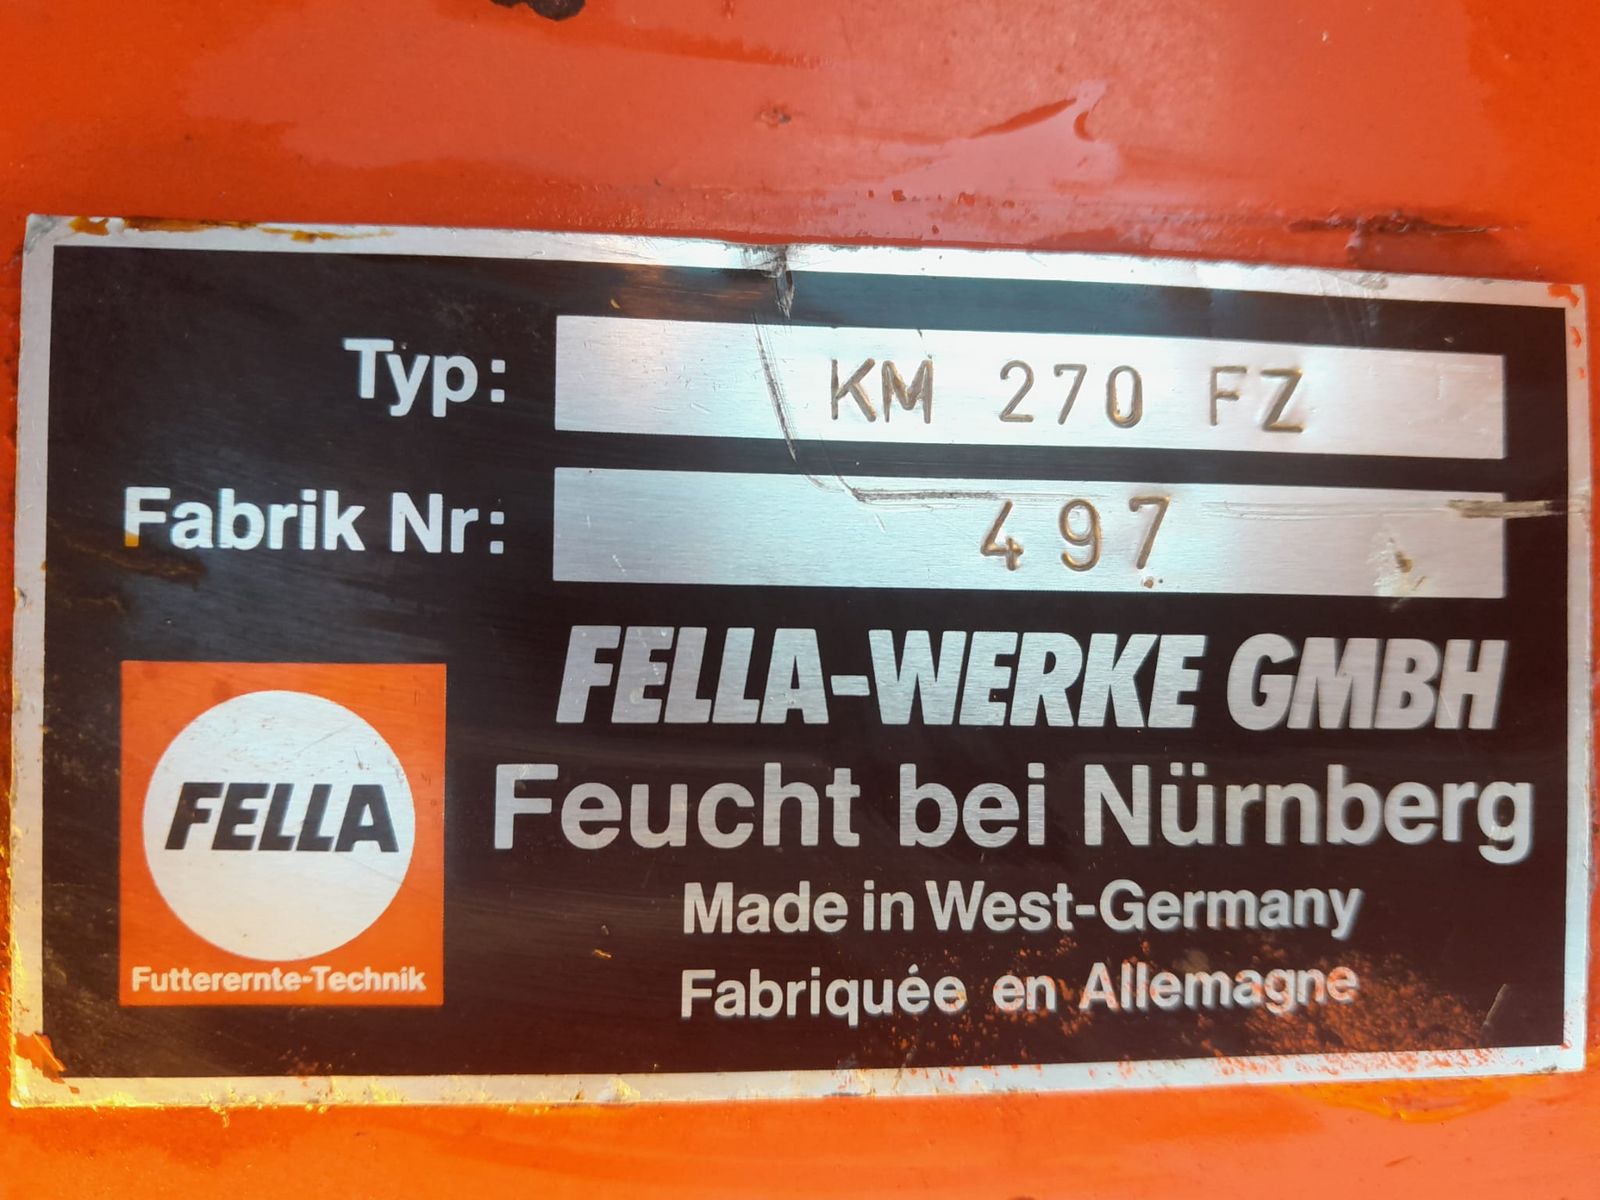 Typ: KM 270 FZ
Fabrik Nr: 497
FELLA-WERKE GMBH
Feucht bei Nürnberg
Made in West-Germany
Fabriquée en Allemagne
FELLA
Futterernte-Technik